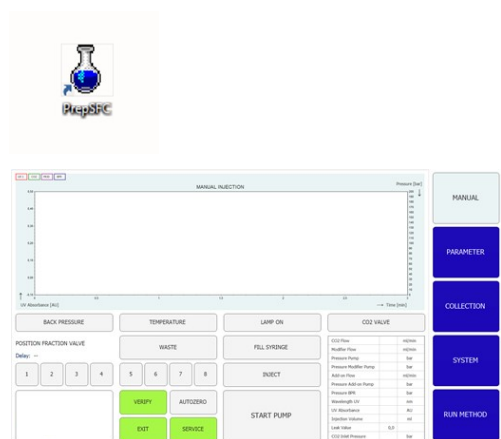 PrepSFC
MANUAL INJECTION
Pressure [bar]
UV Absorbance [AU]
Time [min]
BACK PRESSURE
TEMPERATURE
LAMP ON
CO2 VALVE
POSITION FRACTION VALVE
Delay: --
1 2 3 4 5 6 7 8
WASTE
FILL SYRINGE
INJECT
VERIFY
AUTOZERO
EXIT
SERVICE
START PUMP
CO2 Flow ml/min
Modifier Flow ml/min
Pressure Pump bar
Pressure Modifier Pump bar
Add-on Flow ml/min
Pressure Add-on Pump bar
Pressure BPR bar
Wavelength UV nm
UV Absorbance AU
Injection Volume ml
Leak Value 0,0
CO2 Inlet Pressure bar
MANUAL
PARAMETER
COLLECTION
SYSTEM
RUN METHOD